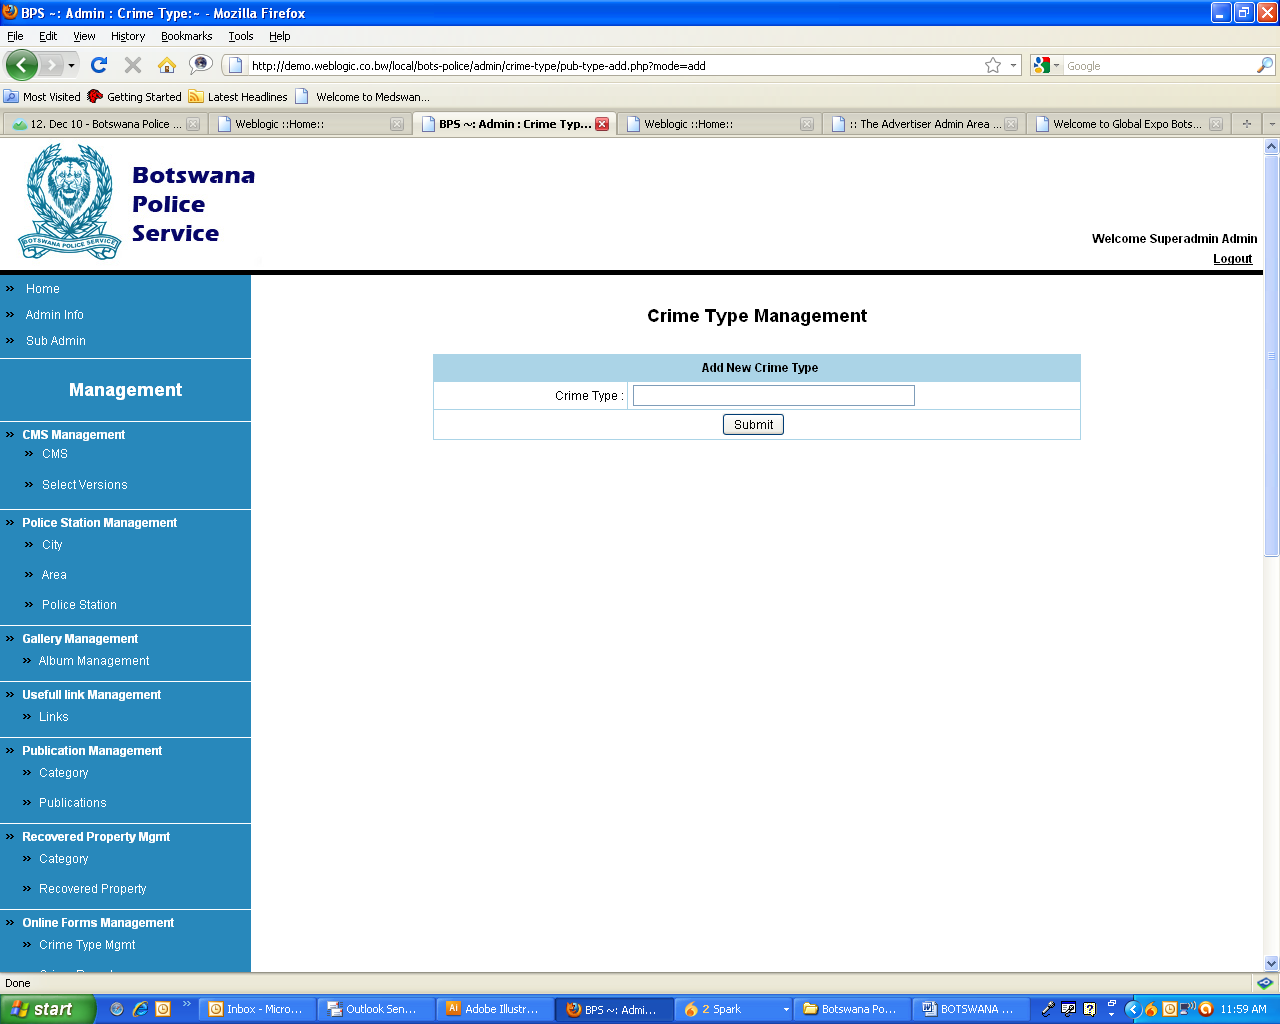 BPS ~: Admin : Crime Type:~ - Mozilla Firefox
File Edit View History Bookmarks Tools Help
http://demo.weblogic.co.bw/local/bots-police/admin/crime-type/pub-type-add.php?mode=add
Google
Most Visited Getting Started Latest Headlines Welcome to Medswan...
12. Dec 10 - Botswana Police ... Weblogic ::Home:: BPS ~: Admin : Crime Typ... Weblogic ::Home:: :: The Advertiser Admin Area ... Welcome to Global Expo Bots...
BOTSWANA POLICE SERVICE
Botswana
Police
Service
Welcome Superadmin Admin
Logout
Home
Admin Info
Sub Admin
Management
CMS Management
CMS
Select Versions
Police Station Management
City
Area
Police Station
Gallery Management
Album Management
Usefull link Management
Links
Publication Management
Category
Publications
Recovered Property Mgmt
Category
Recovered Property
Online Forms Management
Crime Type Mgmt
Crime Type Management
Add New Crime Type
Crime Type :
Submit
Done
start Inbox - Micro... Outlook Sen... Adobe Illustr... BPS ~: Admi... 2 Spark Botswana Po... BOTSWANA ... 11:59 AM